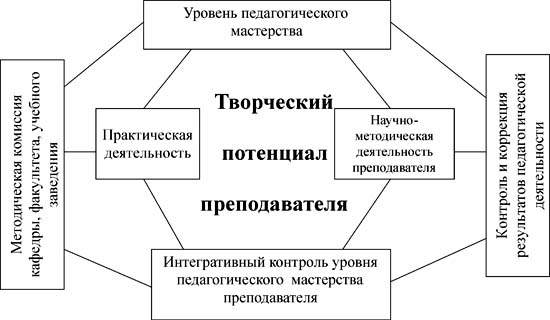 Уровень педагогического
мастерства
Методическая комиссия
кафедры, факультета, учебного
заведения
Практическая
деятельность
Творческий
потенциал
преподавателя
Научно-
методическая
деятельность
преподавателя
Контроль и коррекция
результатов педагогической
деятельности
Интегративный контроль уровня
педагогического мастерства
преподавателя